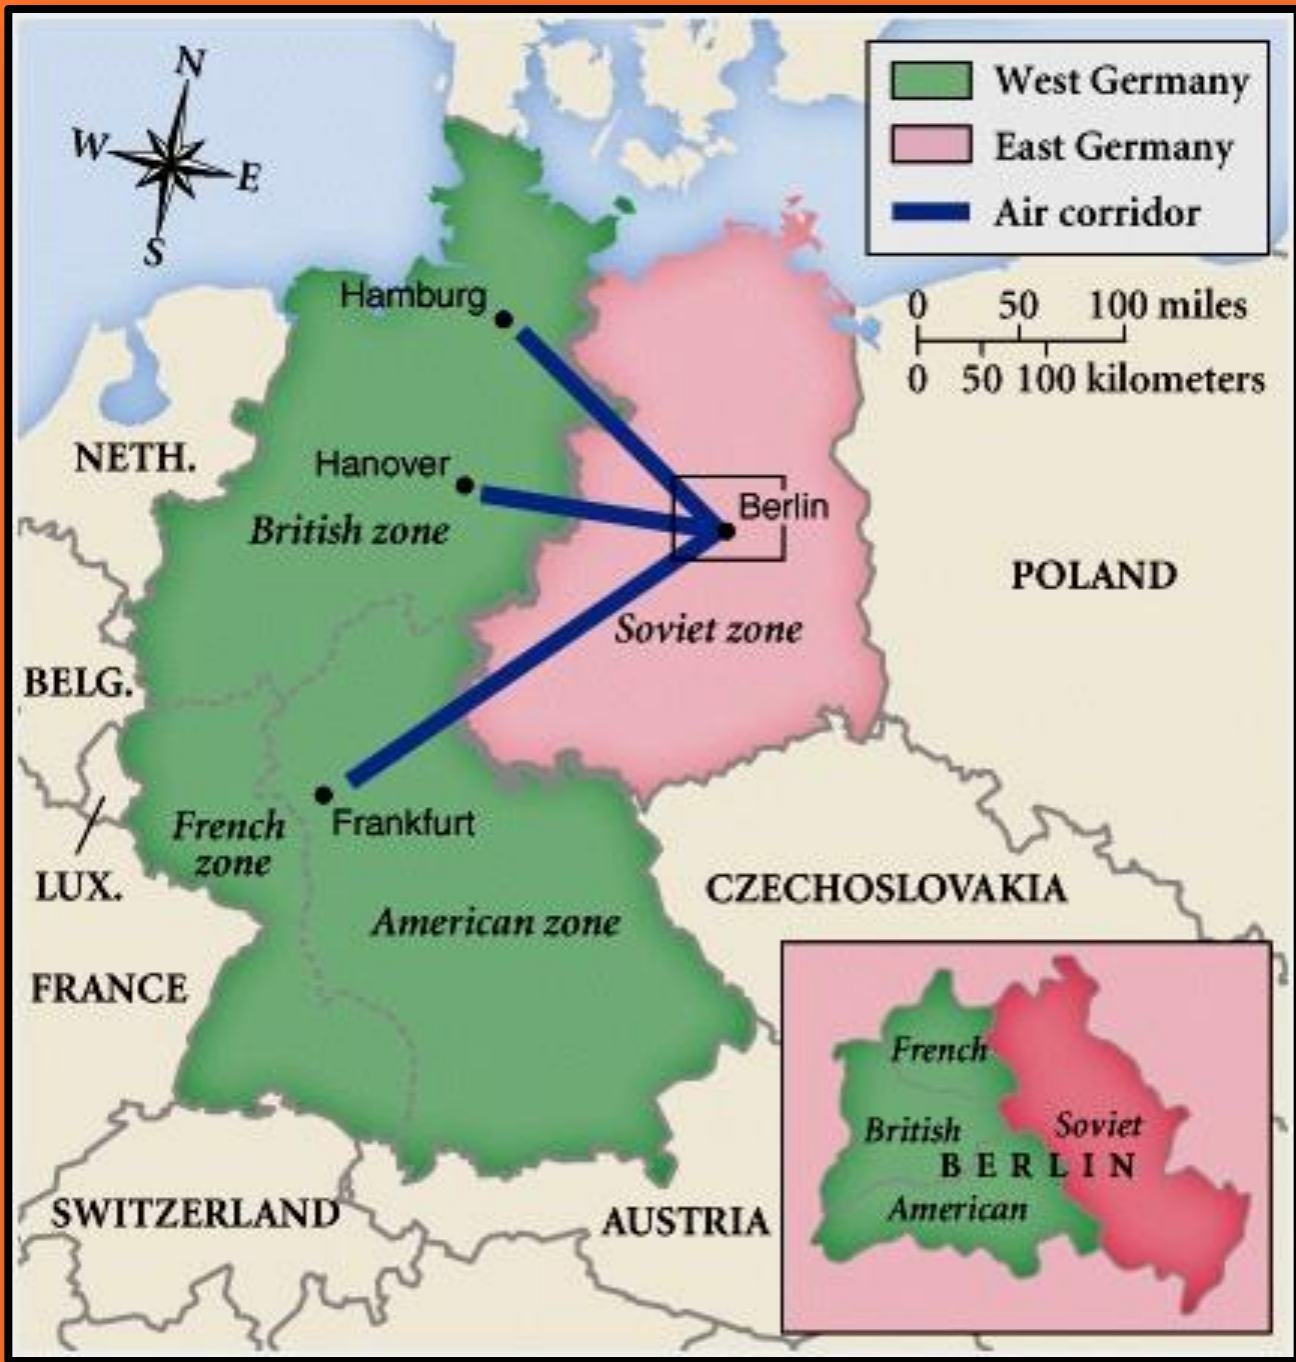 N
W
E
S
West Germany
East Germany
Air corridor
0 50 100 miles
0 50 100 kilometers
Hamburg
Hanover
British zone
Berlin
Soviet zone
NETH.
POLAND
BELG.
French
zone
Frankfurt
LUX.
American zone
CZECHOSLOVAKIA
FRANCE
SWITZERLAND
AUSTRIA
French
British
Soviet
BERLIN
American